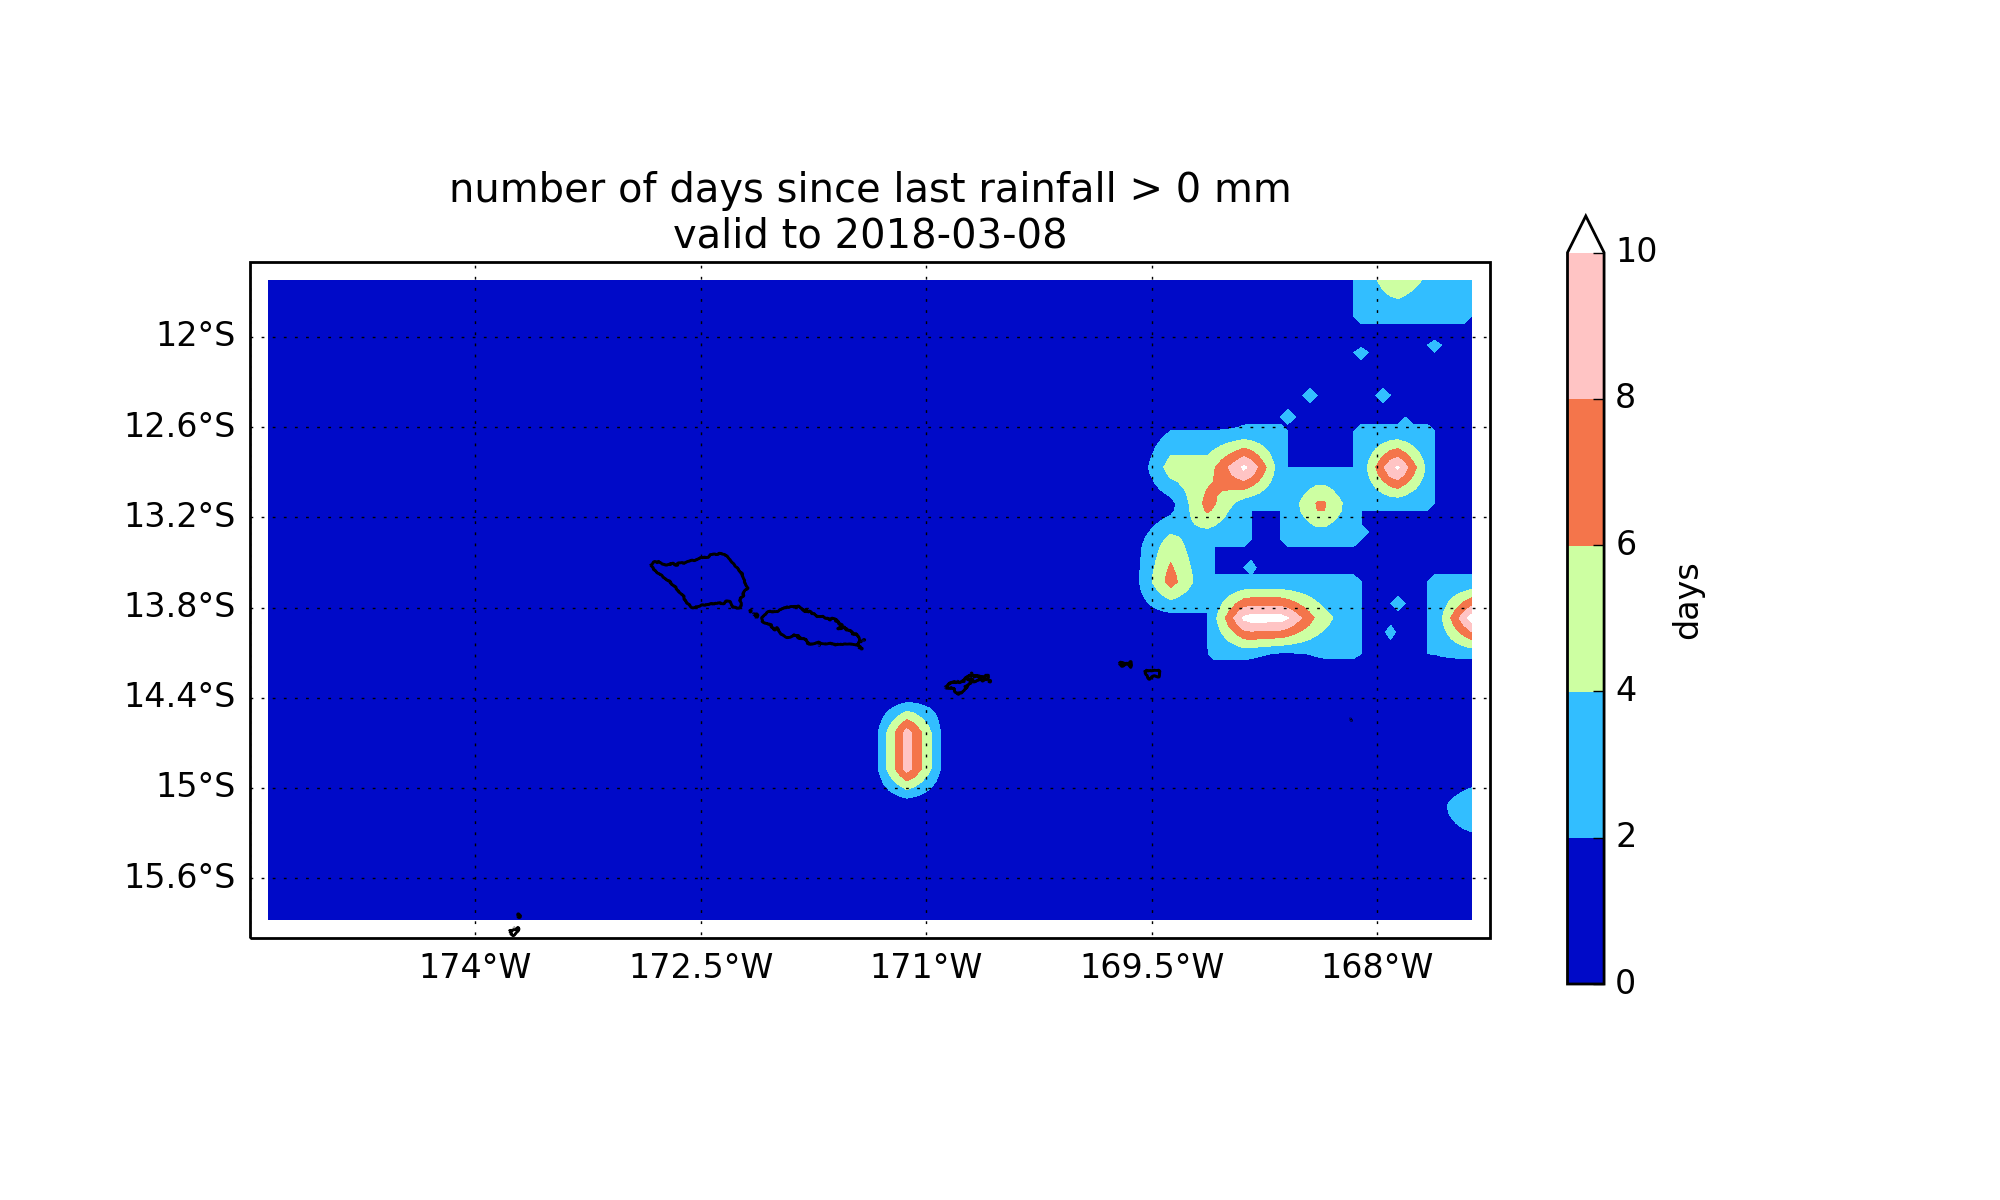 number of days since last rainfall > 0 mm
valid to 2018-03-08
12°S
12.6°S
13.2°S
13.8°S
14.4°S
15°S
15.6°S
174°W
172.5°W
171°W
169.5°W
168°W
10
8
6
4
2
0
days